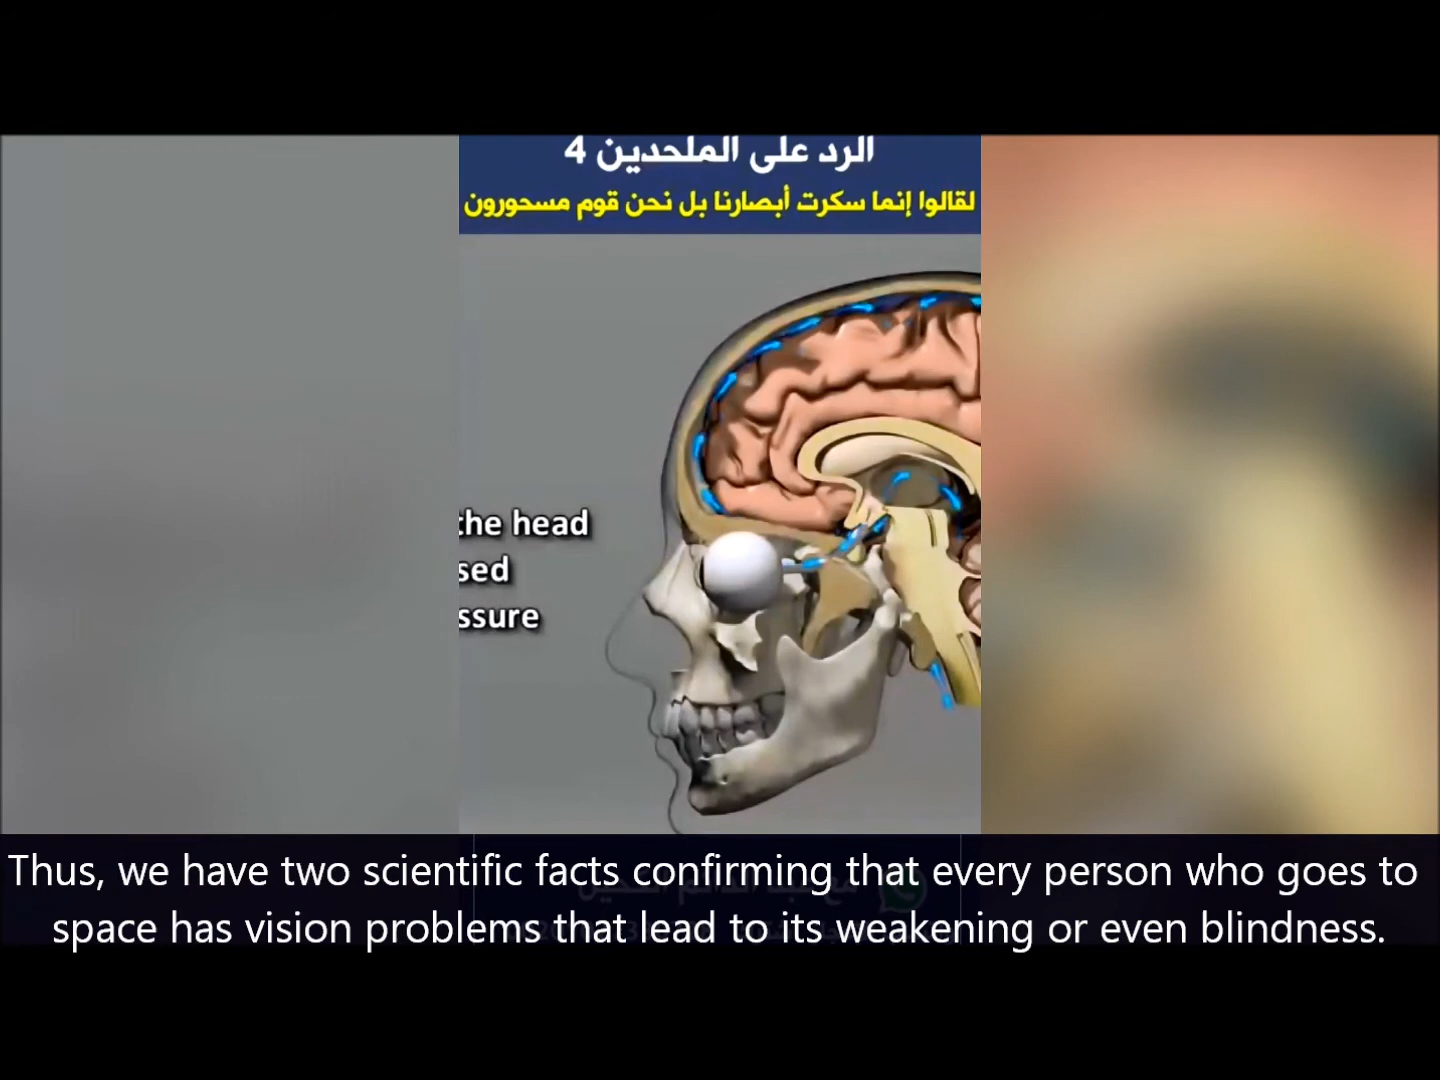 الرد على الملحدين 4
لقالوا إنما سكرت أبصارنا بل نحن قوم مسحورون
the head
sed
ssure
Thus, we have two scientific facts confirming that every person who goes to
space has vision problems that lead to its weakening or even blindness.